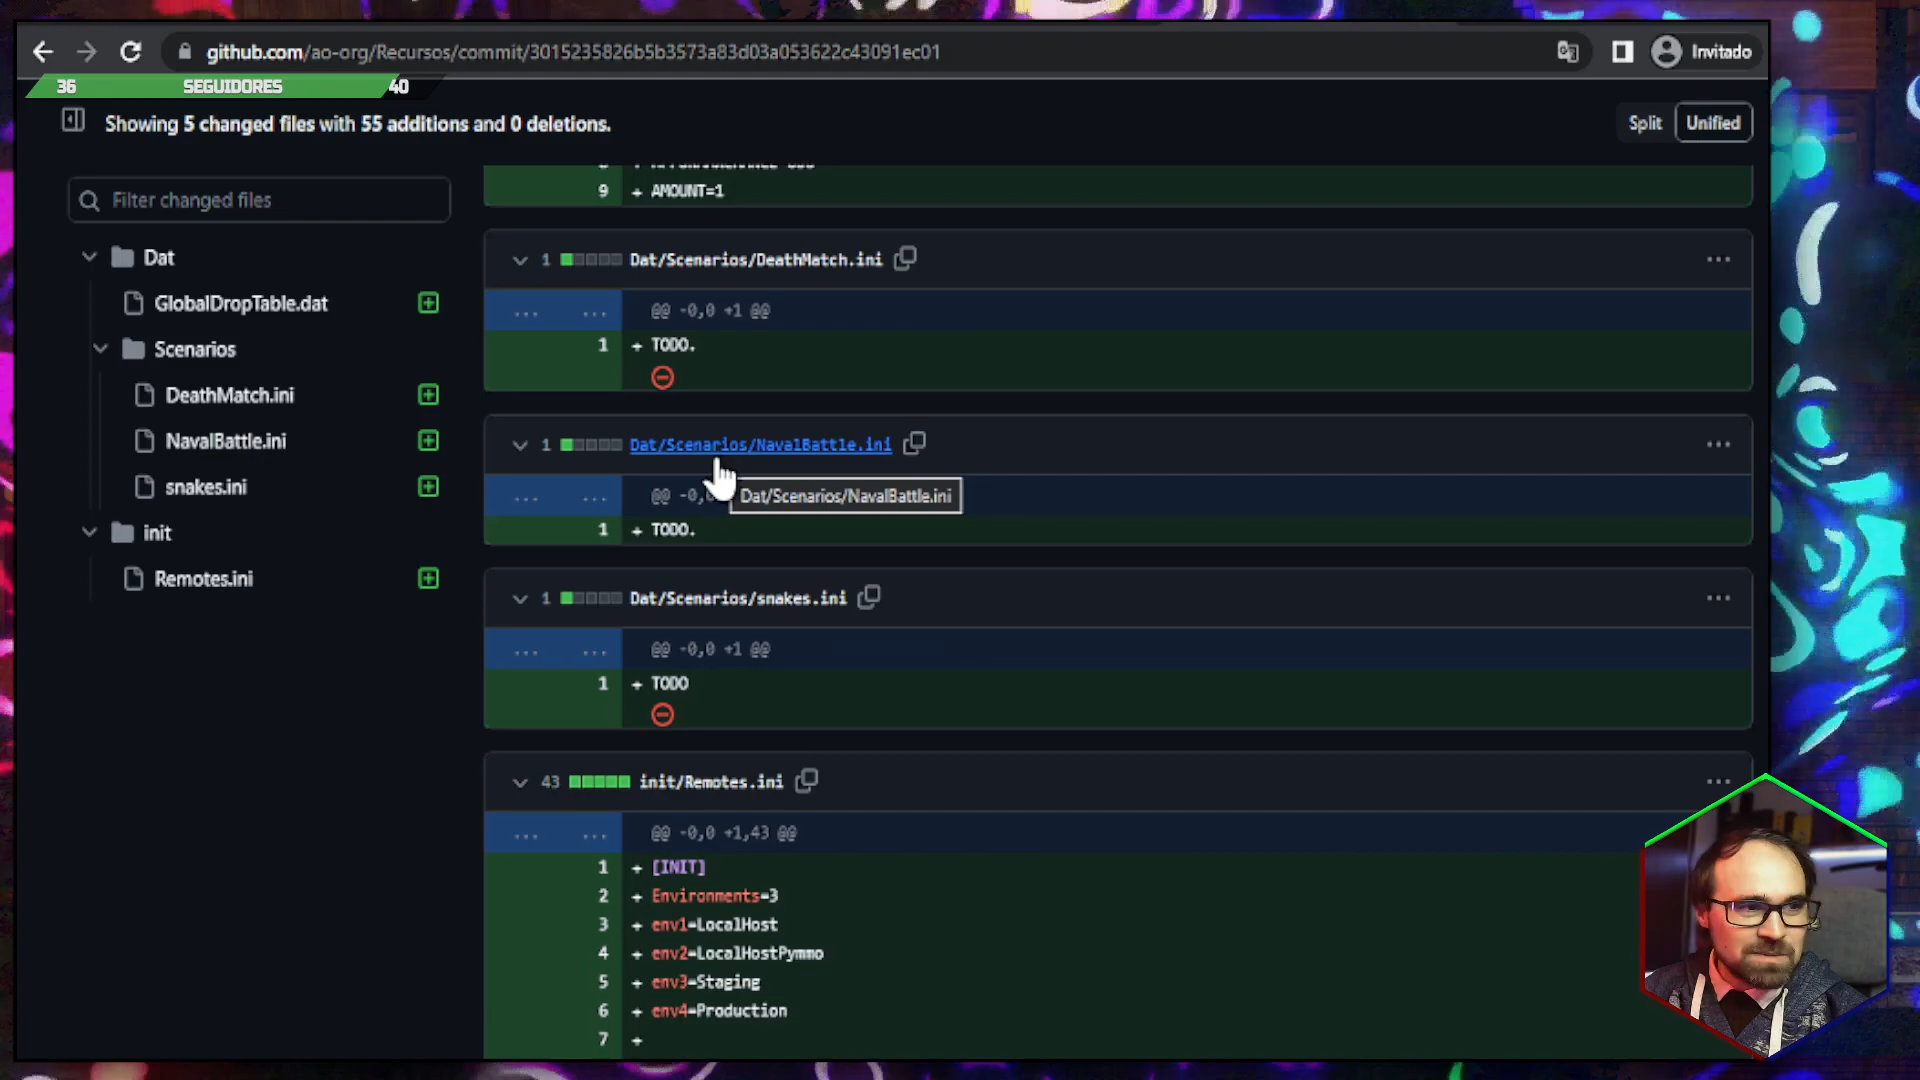 github.com/ao-org/Recursos/commit/3015235826b5b3573a83d03a053622c43091ec01
Invitado
36 SEGUIDORES 40
Showing 5 changed files with 55 additions and 0 deletions.
Split Unified
Filter changed files
Dat
GlobalDropTable.dat
Scenarios
DeathMatch.ini
NavalBattle.ini
snakes.ini
init
Remotes.ini
9 + AMOUNT=1
1 Dat/Scenarios/DeathMatch.ini
... ... @@ -0,0 +1 @@
1 + TODO.
1 Dat/Scenarios/NavalBattle.ini
... ... @@ -0,
Dat/Scenarios/NavalBattle.ini
1 + TODO.
1 Dat/Scenarios/snakes.ini
... ... @@ -0,0 +1 @@
1 + TODO
43 init/Remotes.ini
... ... @@ -0,0 +1,43 @@
1 + [INIT]
2 + Environments=3
3 + env1=LocalHost
4 + env2=LocalHostPymmo
5 + env3=Staging
6 + env4=Production
7 +